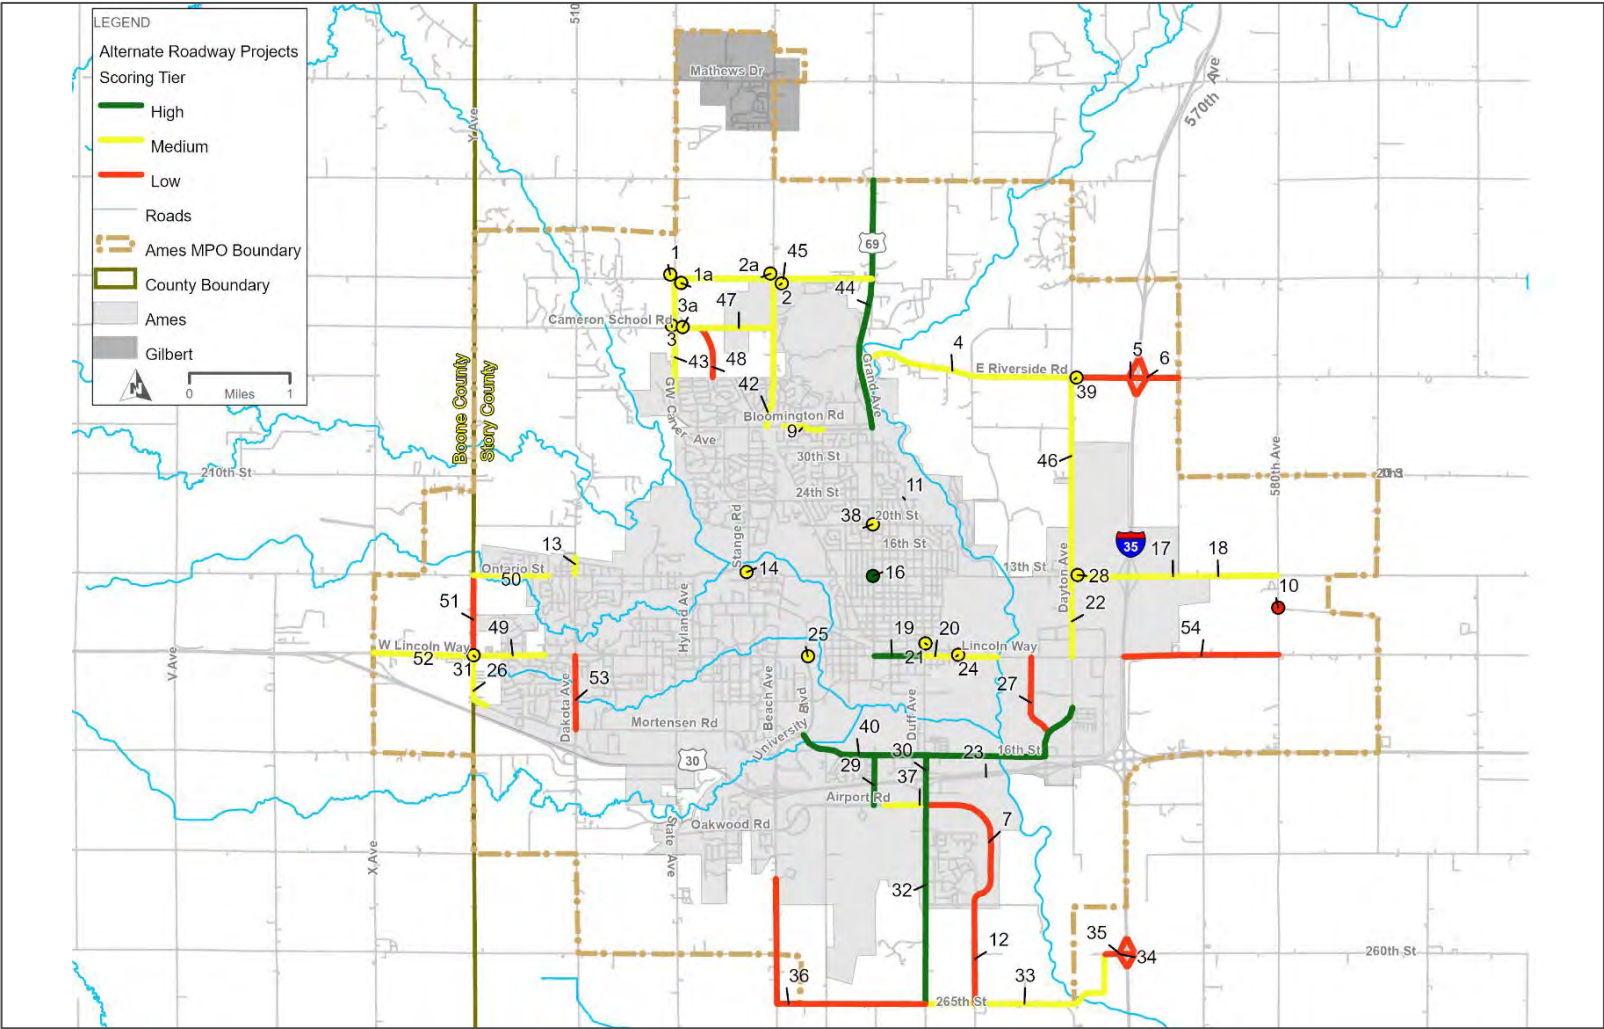 LEGEND
Alternate Roadway Projects
Scoring Tier
High
Medium
Low
Roads
Ames MPO Boundary
County Boundary
Ames
Gilbert
N
0 Miles 1
510
Mathews Dr
Y Ave
570th Ave
69
1
1a
2a
45
2
44
3a
47
Cameron School Rd
3
43
48
42
4
E Riverside Rd
5
6
39
Boone County
Story County
GW Carver Ave
Grand Ave
Bloomington Rd
9
30th St
46
210th St
580th Ave
24th St
11
38
20th St
16th St
Stange Rd
13
Ontario St
50
14
16
13th St
35
17
18
28
10
Dayton Ave
22
51
49
Hyland Ave
W Lincoln Way
52
31
26
25
19
20
21
Lincoln Way
24
54
V Ave
53
27
Dakota Ave
Beach Ave
University Blvd
Duff Ave
Mortensen Rd
40
30
23
16th St
30
29
37
Airport Rd
Oakwood Rd
7
State Ave
X Ave
32
12
35
34
260th St
36
33
265th St